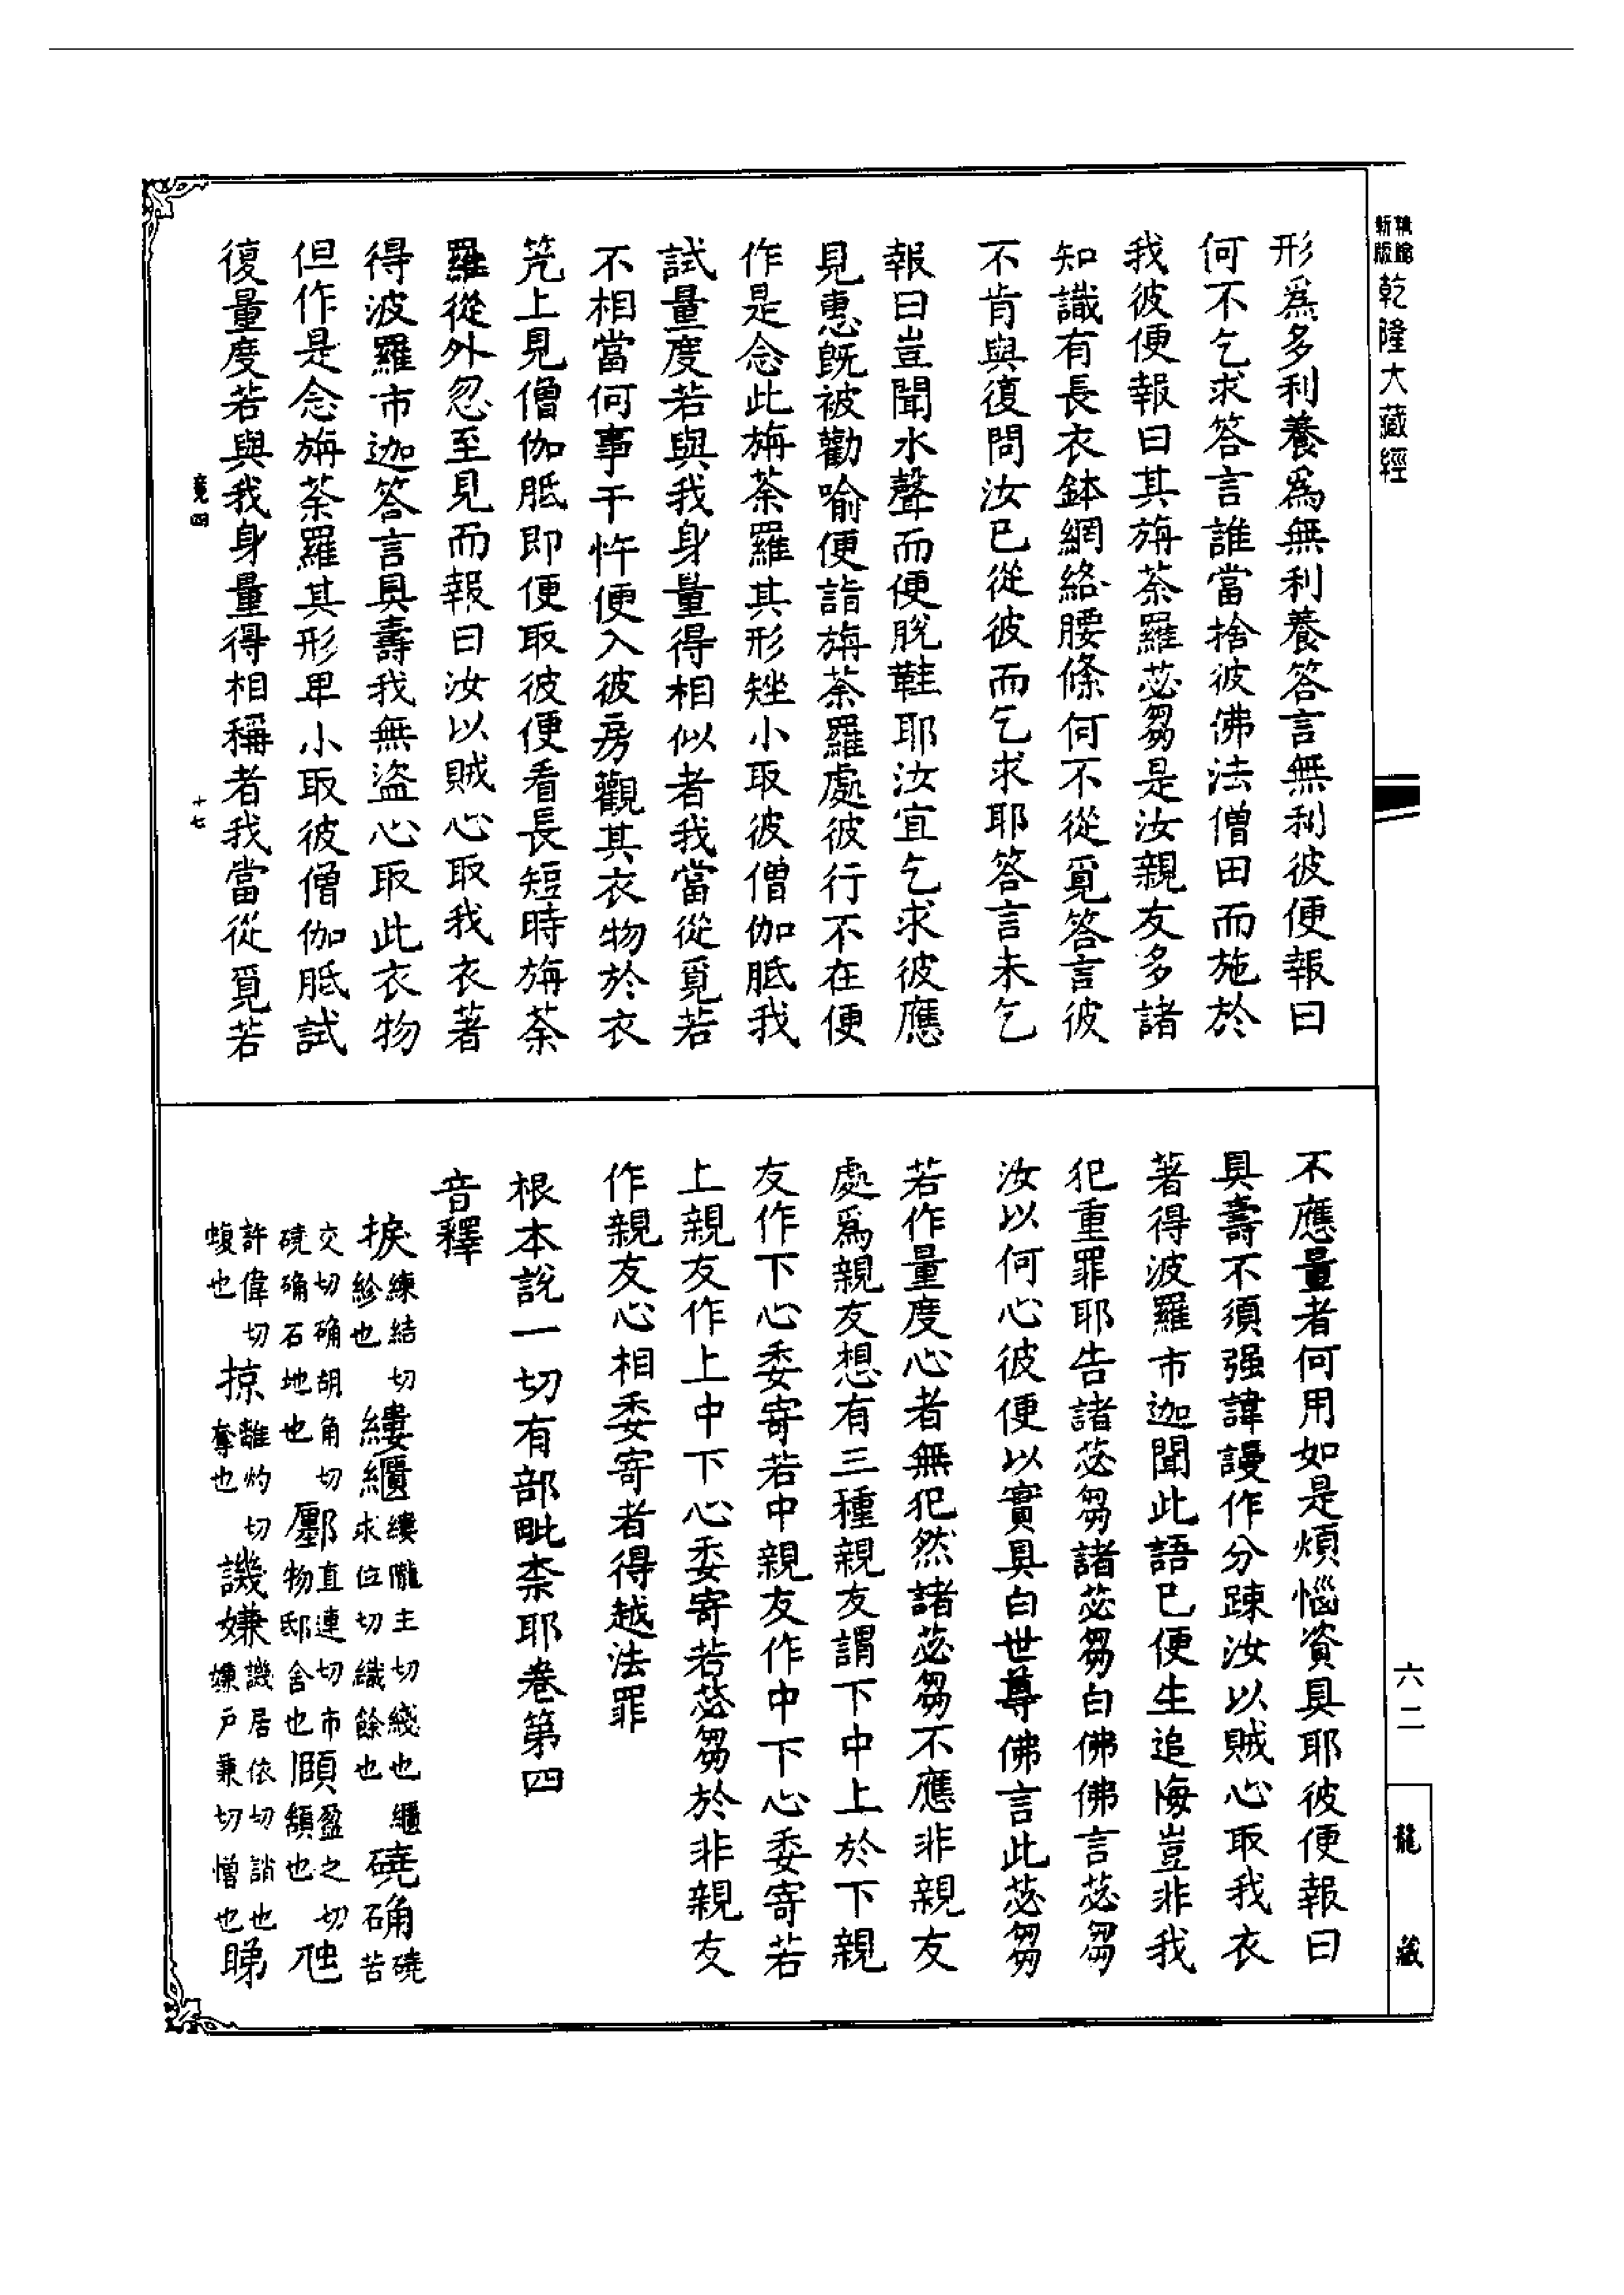 新版
乾隆大藏經
形為多利養為無利養答言無利彼便報曰
何不乞求答言誰當捨彼佛法僧田而施於
我彼便報曰其旃荼羅苾芻是汝親友多諸
知識有長衣鉢網絡腰絛何不從覓答言彼
不肯與復問汝已從彼而乞求耶答言未乞
報曰豈聞水聲而便脫鞋耶汝宜乞求彼應
見惠既被勸喻便詣旃荼羅處彼行不在便
作是念此旃荼羅其形矬小取彼僧伽胝我
試量度若與我身量得相似者我當從覓若
不相當何事干忤便入彼房觀其衣物於衣
笐上見僧伽胝即便取彼便看長短時旃荼
羅從外忽至見而報曰汝以賊心取我衣著
得波羅市迦答言具壽我無盜心取此衣物
但作是念旃荼羅其形卑小取彼僧伽胝試
復量度若與我身量得相稱者我當從覓若
竟四
十七
不應量者何用如是煩惱資具耶彼便報曰
具壽不須强諱謾作分踈汝以賊心取我衣
著得波羅市迦聞此語已便生追悔豈非我
犯重罪耶告諸苾芻諸苾芻白佛佛言苾芻
汝以何心彼便以實具白世尊佛言此苾芻
若作量度心者無犯然諸苾芻不應非親友
處為親友想有三種親友謂下中上於下親
友作下心委寄若中親友作中下心委寄若
上親友作上中下心委寄若苾芻於非親友
作親友心相委寄者得越法罪
根本說一切有部毗柰耶卷第四
音釋
捩練結切紾也 縷繢縷隴主切綫也繢求位切織餘也 磽确磽石苦
交切确胡角切磽确石地也 鄽直連切市物邸舍也 頤盈之切頷也 虺
許偉切蝮也 掠離灼切奪也 譏嫌譏居依切誚也嫌戶兼切憎也 睇
六二
龍藏